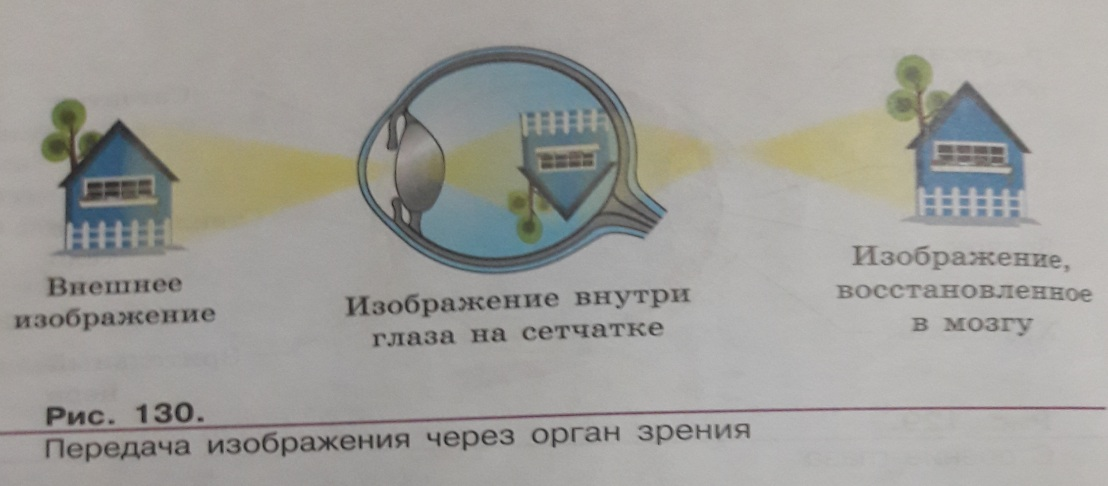 Внешнее
изображение
Изображение внутри
глаза на сетчатке
Изображение,
восстановленное
в мозгу
Рис. 130.
Передача изображения через орган зрения